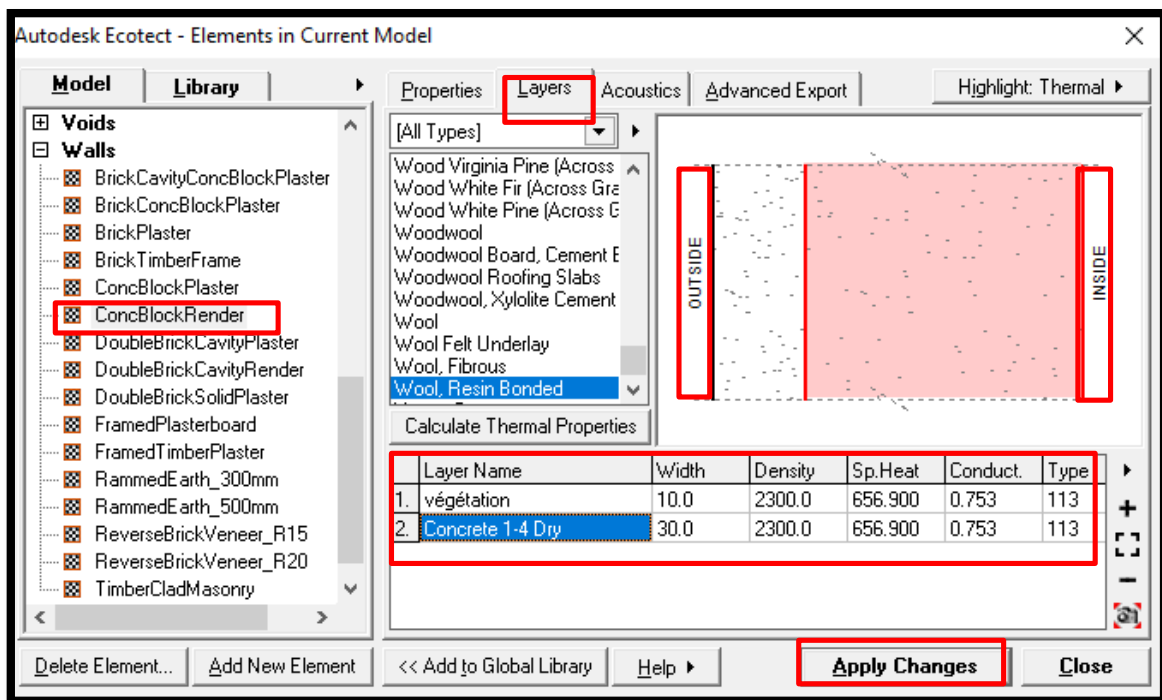 Autodesk Ecotect - Elements in Current Model
Model
Library
Voids
Walls
BrickCavityConcBlockPlaster
BrickConcBlockPlaster
BrickPlaster
BrickTimberFrame
ConcBlockPlaster
ConcBlockRender
DoubleBrickCavityPlaster
DoubleBrickCavityRender
DoubleBrickSolidPlaster
FramedPlasterboard
FramedTimberPlaster
RammedEarth_300mm
RammedEarth_500mm
ReverseBrickVeneer_R15
ReverseBrickVeneer_R20
TimberCladMasonry
Delete Element...
Add New Element
Properties
Layers
Acoustics
Advanced Export
Highlight: Thermal
[All Types]
Wood Virginia Pine (Across
Wood White Fir (Across Gra
Wood White Pine (Across G
Woodwool
Woodwool Board, Cement B
Woodwool Roofing Slabs
Woodwool, Xylolite Cement
Wool
Wool Felt Underlay
Wool, Fibrous
Wool, Resin Bonded
Calculate Thermal Properties
OUTSIDE
INSIDE
Layer Name Width Density Sp.Heat Conduct. Type
1. végétation 10.0 2300.0 656.900 0.753 113
2. Concrete 1-4 Dry 30.0 2300.0 656.900 0.753 113
<< Add to Global Library
Help
Apply Changes
Close